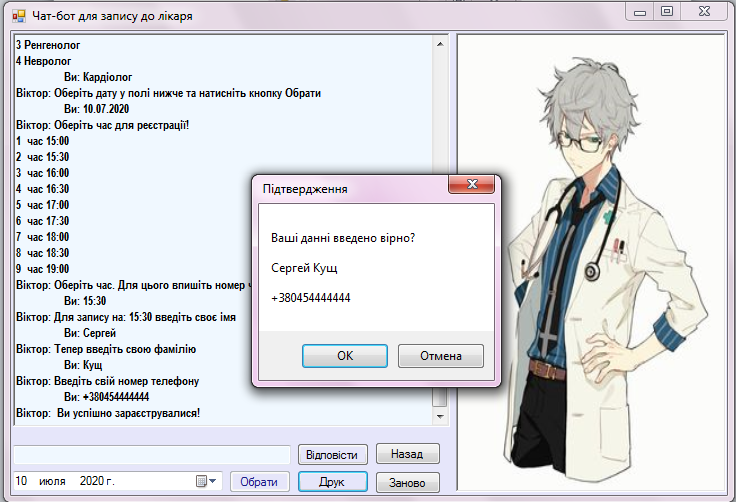 Чат-бот для запису до лікаря
3 Ренгенолог
4 Невролог
Ви: Кардіолог
Віктор: Оберіть дату у полі нижче та натисніть кнопку Обрати
Ви: 10.07.2020
Віктор: Оберіть час для реєстрації!
1 час 15:00
2 час 15:30
3 час 16:00
4 час 16:30
5 час 17:00
6 час 17:30
7 час 18:00
8 час 18:30
9 час 19:00
Віктор: Оберіть час. Для цього впишіть номер
Ви: 15:30
Віктор: Для запису на: 15:30 введіть своє імя
Ви: Сергей
Віктор: Тепер введіть свою фамілію
Ви: Кущ
Віктор: Введіть свій номер телефону
Ви: +380454444444
Віктор: Ви успішно зараєструвалися!
Підтвердження
Ваші данні введено вірно?
Сергей Кущ
+380454444444
ОК
Отмена
Відповісти
Назад
10 июля 2020 г.
Обрати
Друк
Заново